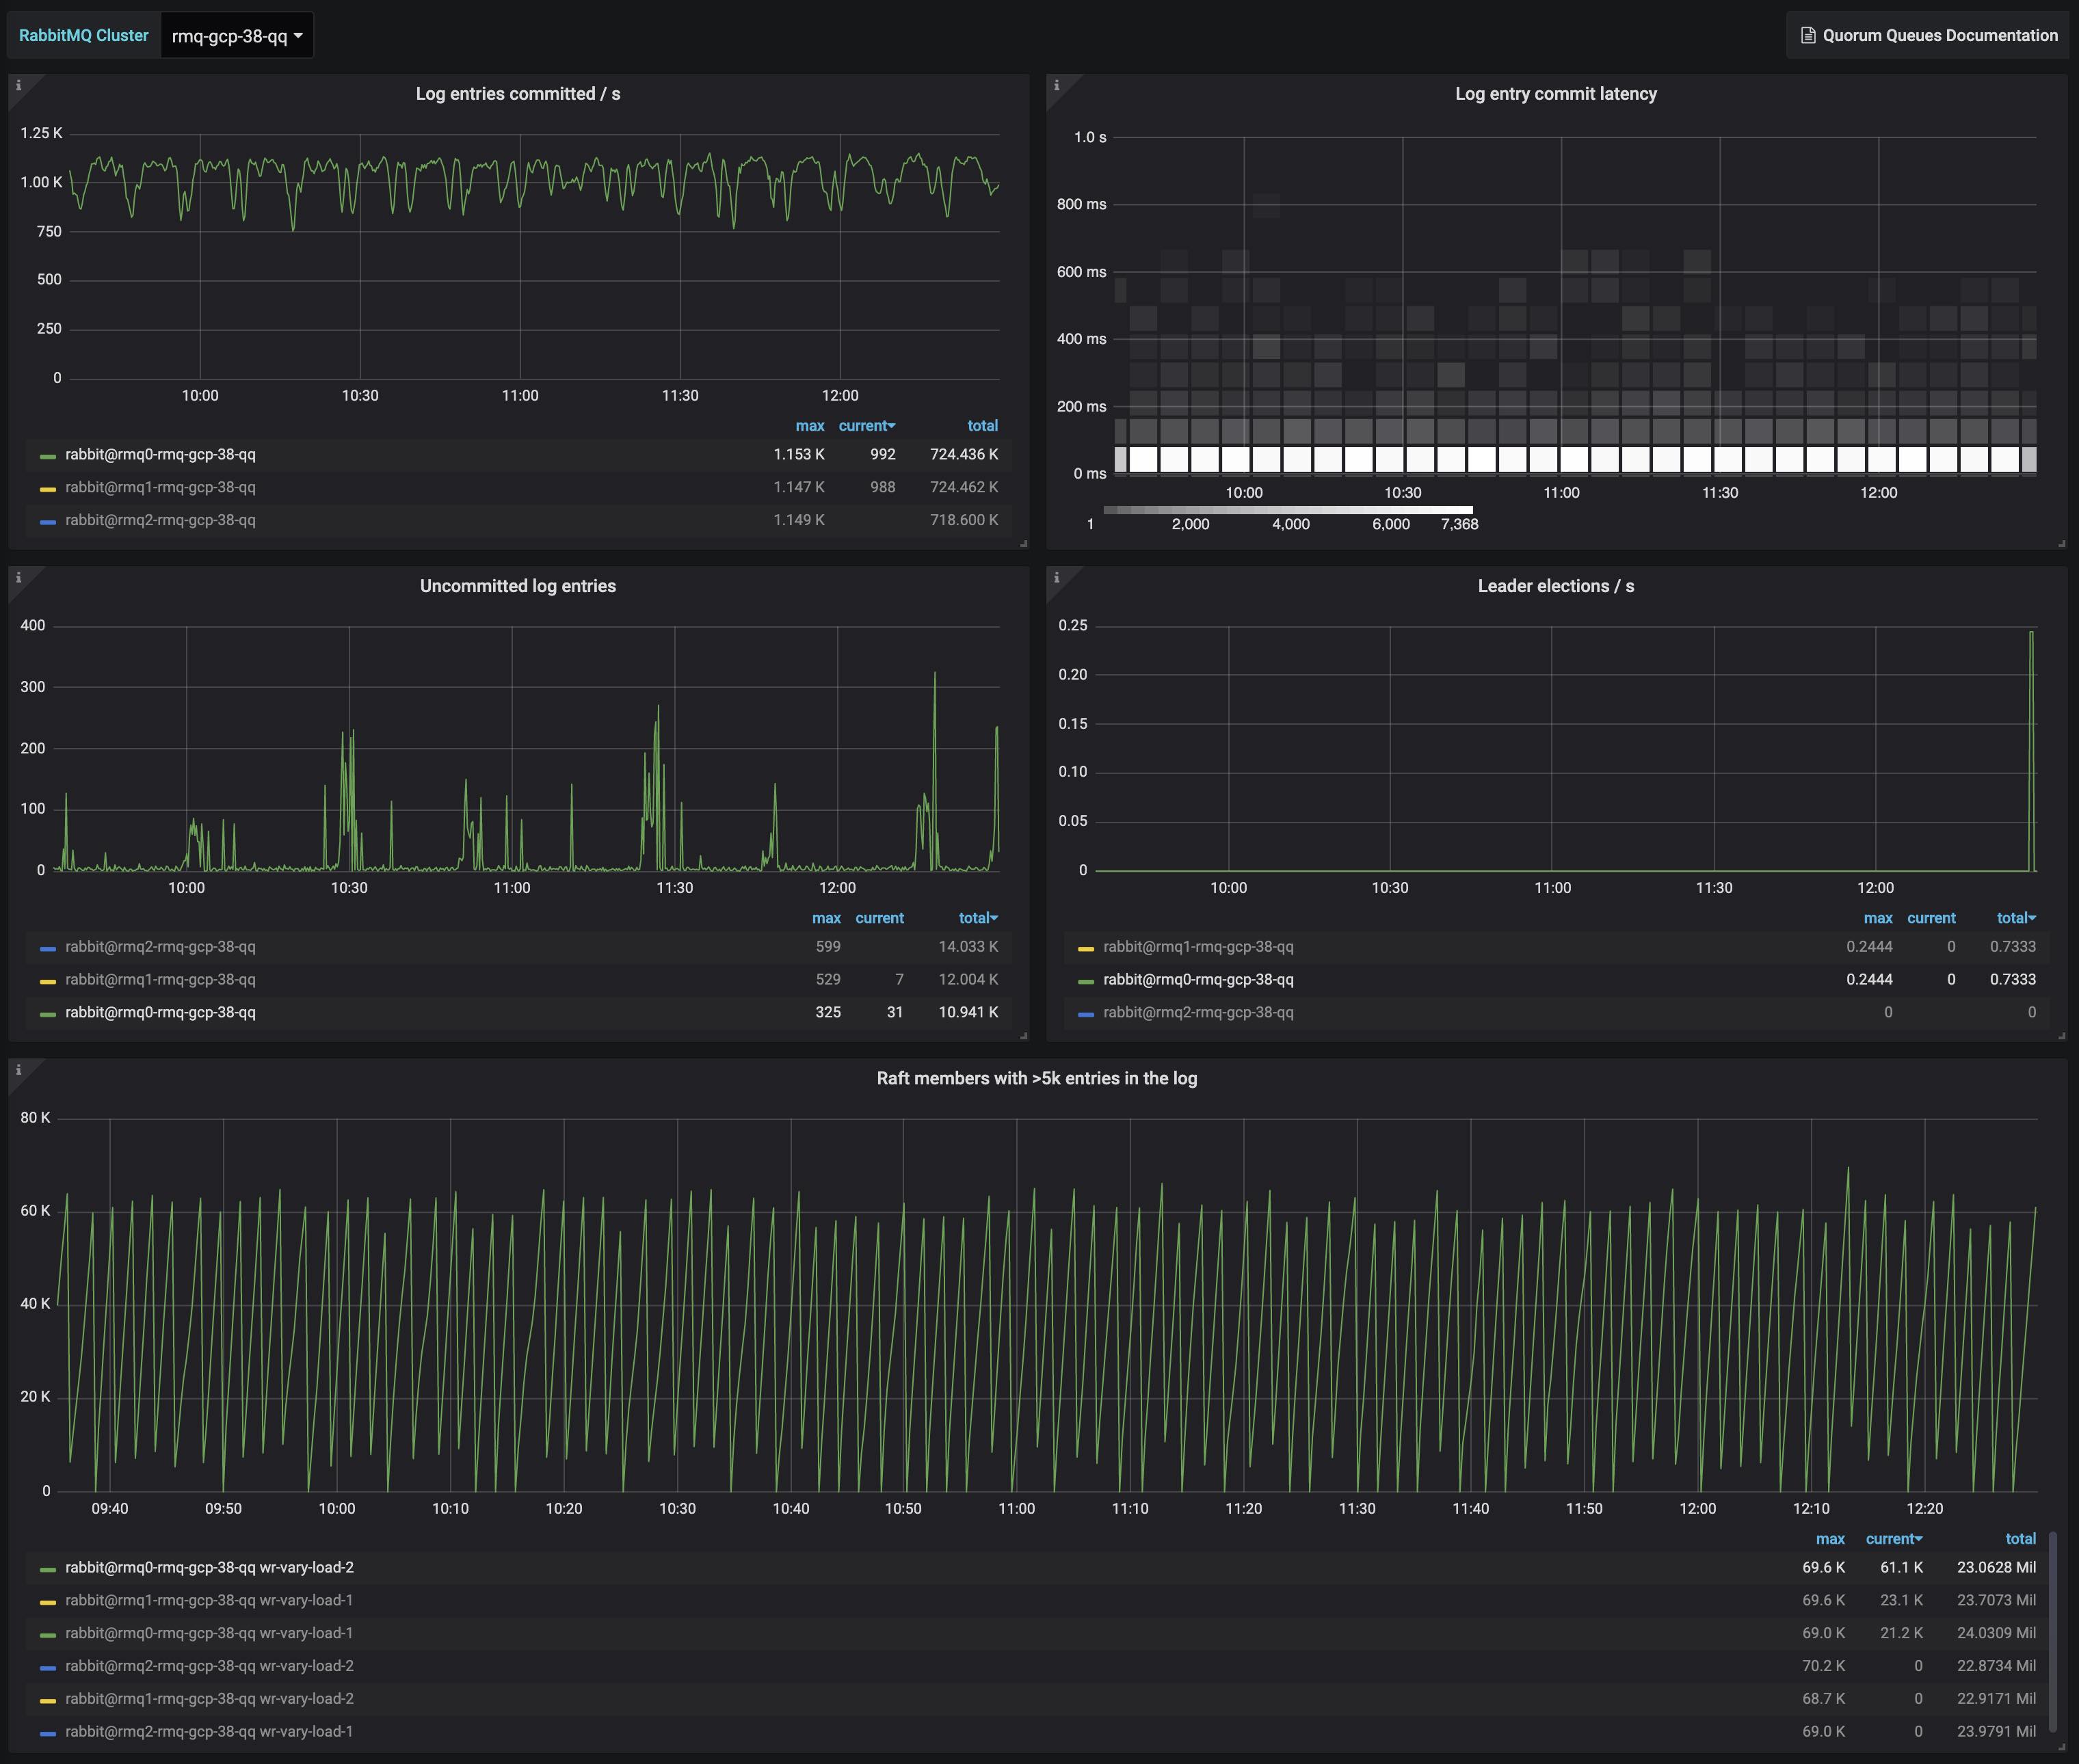 RabbitMQ Cluster rmq-gcp-38-qq Quorum Queues Documentation
Log entries committed / s
1.25 K
1.00 K
750
500
250
0
10:00 10:30 11:00 11:30 12:00
max current total
rabbit@rmq0-rmq-gcp-38-qq 1.153 K 992 724.436 K
rabbit@rmq1-rmq-gcp-38-qq 1.147 K 988 724.462 K
rabbit@rmq2-rmq-gcp-38-qq 1.149 K 718.600 K
Log entry commit latency
1.0 s
800 ms
600 ms
400 ms
200 ms
0 ms
10:00 10:30 11:00 11:30 12:00
1 2,000 4,000 6,000 7,368
Uncommitted log entries
400
300
200
100
0
10:00 10:30 11:00 11:30 12:00
max current total
rabbit@rmq2-rmq-gcp-38-qq 599 14.033 K
rabbit@rmq1-rmq-gcp-38-qq 529 7 12.004 K
rabbit@rmq0-rmq-gcp-38-qq 325 31 10.941 K
Leader elections / s
0.25
0.20
0.15
0.10
0.05
0
10:00 10:30 11:00 11:30 12:00
max current total
rabbit@rmq1-rmq-gcp-38-qq 0.2444 0 0.7333
rabbit@rmq0-rmq-gcp-38-qq 0.2444 0 0.7333
rabbit@rmq2-rmq-gcp-38-qq 0 0
Raft members with >5k entries in the log
80 K
60 K
40 K
20 K
0
09:40 09:50 10:00 10:10 10:20 10:30 10:40 10:50 11:00 11:10 11:20 11:30 11:40 11:50 12:00 12:10 12:20
max current total
rabbit@rmq0-rmq-gcp-38-qq wr-vary-load-2 69.6 K 61.1 K 23.0628 Mil
rabbit@rmq1-rmq-gcp-38-qq wr-vary-load-1 69.6 K 23.1 K 23.7073 Mil
rabbit@rmq0-rmq-gcp-38-qq wr-vary-load-1 69.0 K 21.2 K 24.0309 Mil
rabbit@rmq2-rmq-gcp-38-qq wr-vary-load-2 70.2 K 0 22.8734 Mil
rabbit@rmq1-rmq-gcp-38-qq wr-vary-load-2 68.7 K 0 22.9171 Mil
rabbit@rmq2-rmq-gcp-38-qq wr-vary-load-1 69.0 K 0 23.9791 Mil